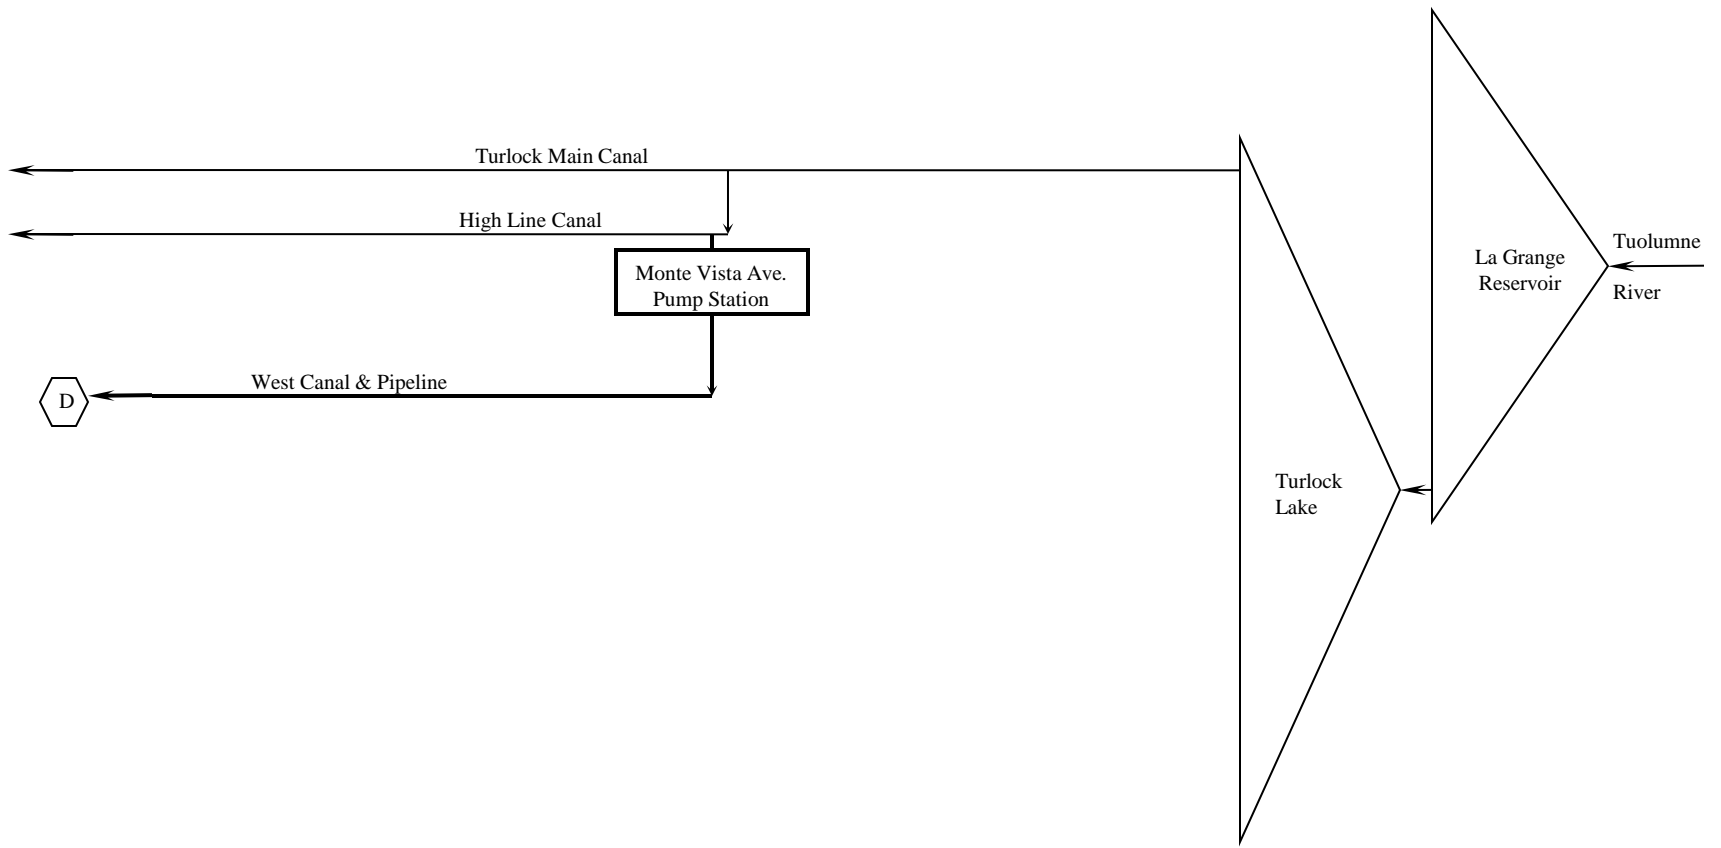 Turlock Main Canal
High Line Canal
Monte Vista Ave.
Pump Station
West Canal & Pipeline
D
Turlock
Lake
La Grange
Reservoir
Tuolumne
River